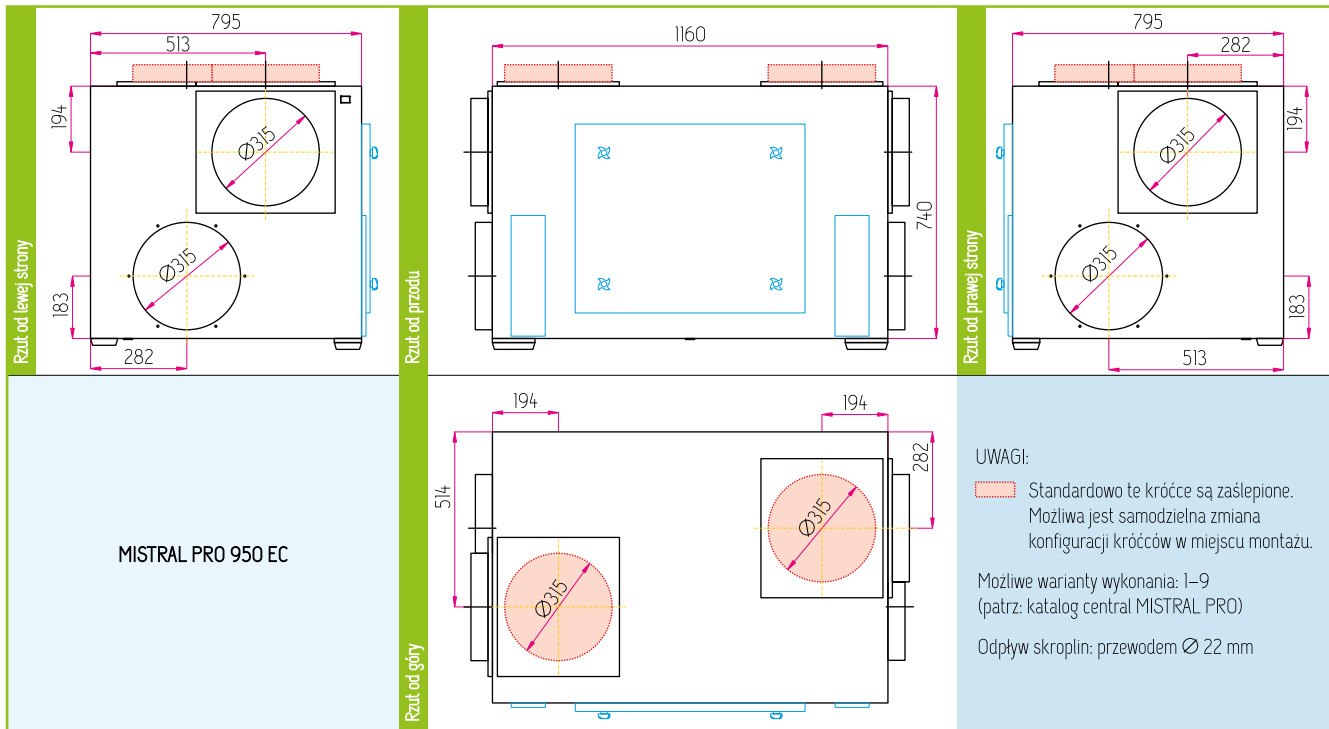 Rzut od lewej strony
795
513
194
Ø315
Ø315
183
282
Rzut od przodu
1160
740
Rzut od prawej strony
795
282
194
Ø315
Ø315
183
513
MISTRAL PRO 950 EC
Rzut od góry
194
194
514
282
Ø315
Ø315
UWAGI:
Standardowo te króćce są zaślepione.
Możliwa jest samodzielna zmiana
konfiguracji króćców w miejscu montażu.
Możliwe warianty wykonania: 1–9
(patrz: katalog central MISTRAL PRO)
Odpływ skroplin: przewodem Ø 22 mm